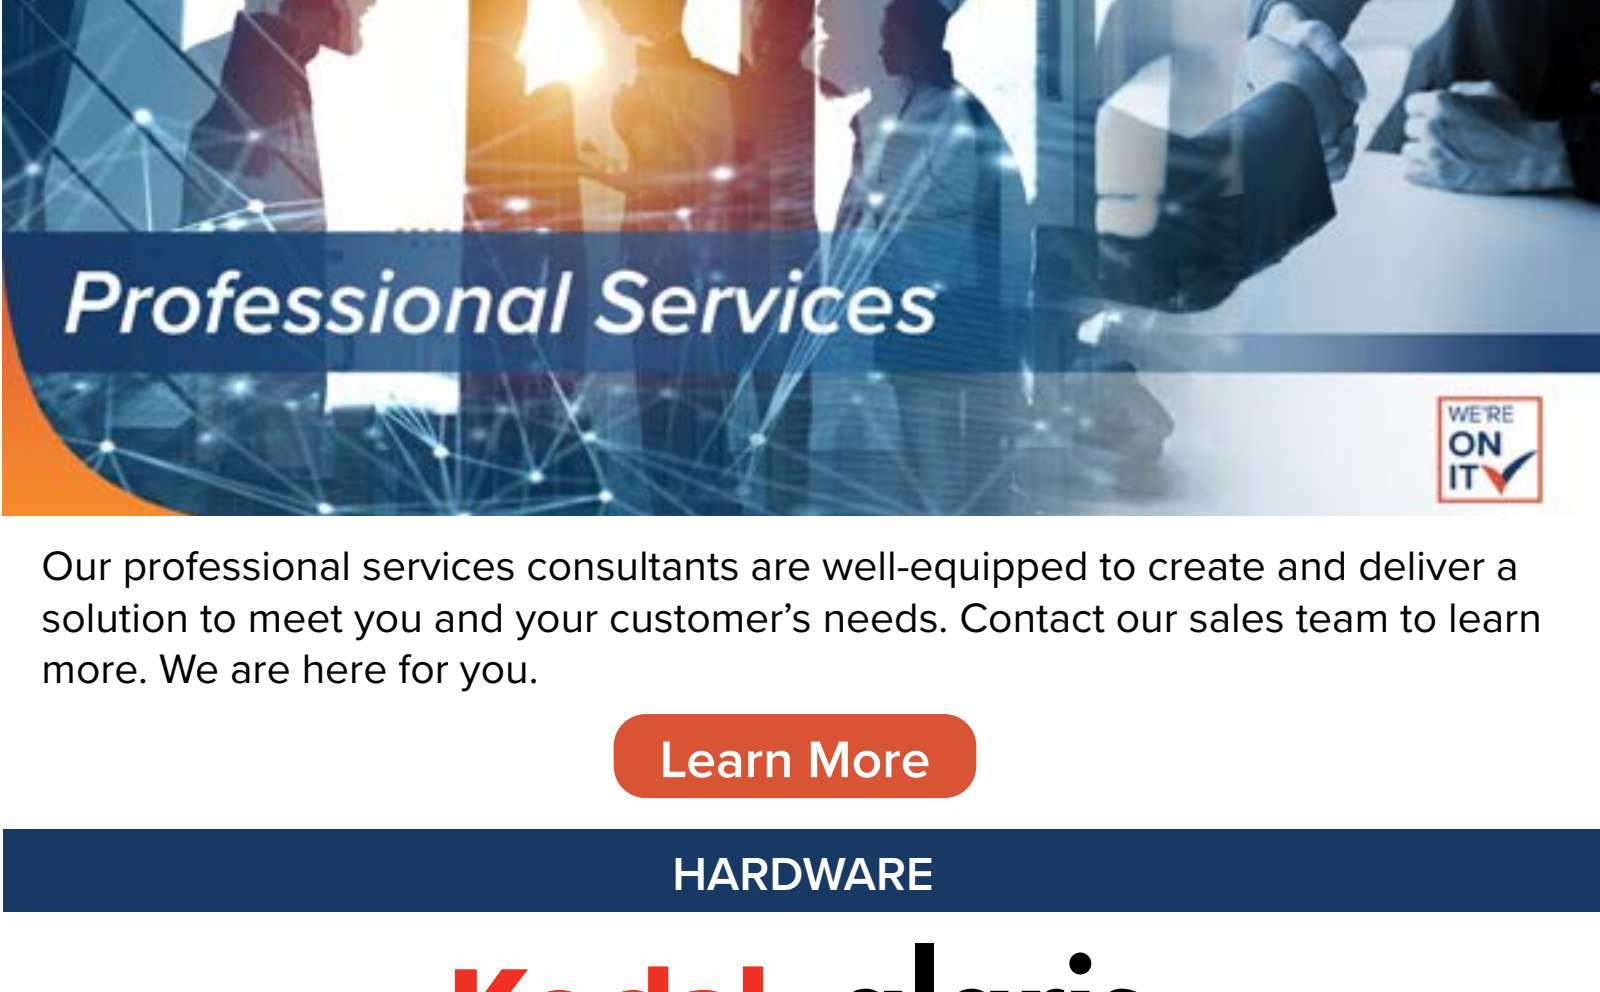 Professional Services
WE'RE
ON
IT
Our professional services consultants are well-equipped to create and deliver a
solution to meet you and your customer’s needs. Contact our sales team to learn
more. We are here for you.
Learn More
HARDWARE
Kodak alaris